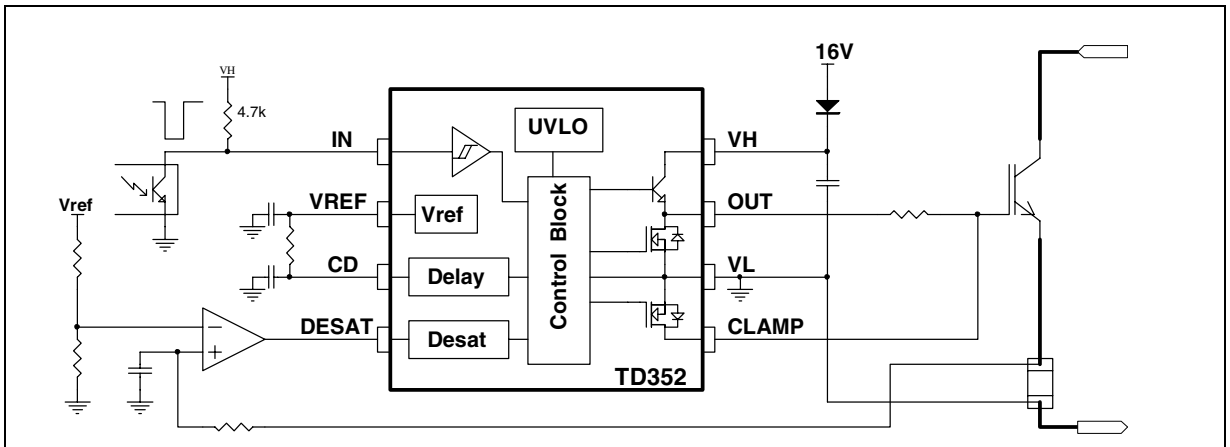 16V
VH
4.7k
UVLO
IN
VH
VREF
Vref
OUT
Vref
Control Block
CD
Delay
VL
DESAT
Desat
CLAMP
TD352
−
+